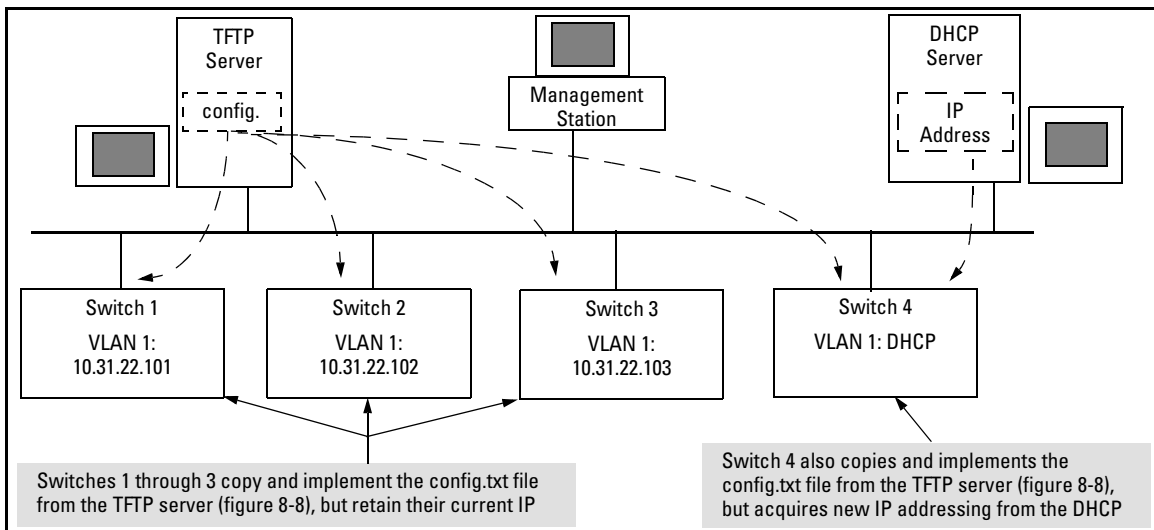 TFTP
Server
config.
Management
Station
DHCP
Server
IP
Address
Switch 1
VLAN 1:
10.31.22.101
Switch 2
VLAN 1:
10.31.22.102
Switch 3
VLAN 1:
10.31.22.103
Switch 4
VLAN 1: DHCP
Switches 1 through 3 copy and implement the config.txt file
from the TFTP server (figure 8-8), but retain their current IP
Switch 4 also copies and implements the
config.txt file from the TFTP server (figure 8-8),
but acquires new IP addressing from the DHCP